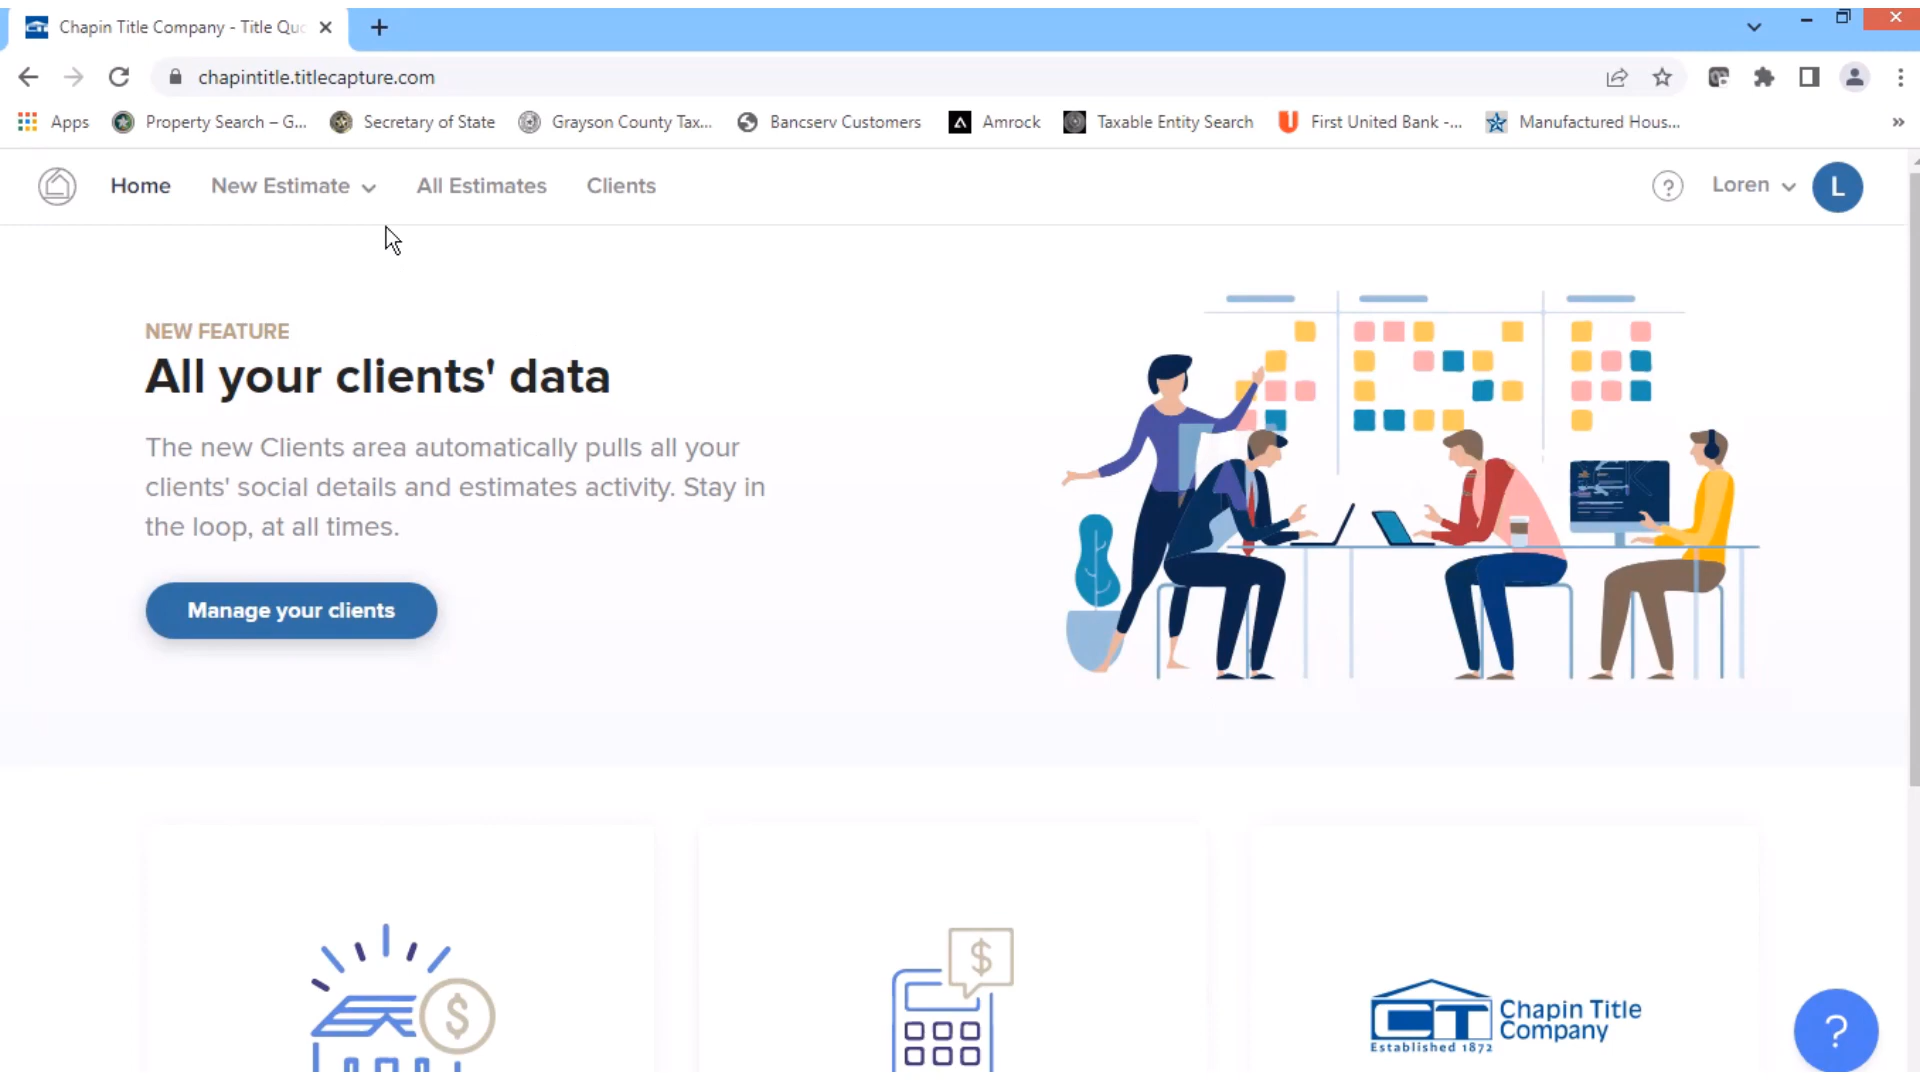 Chapin Title Company - Title Quo
chapintitle.titlecapture.com
Apps Property Search – G... Secretary of State Grayson County Tax... Bancserv Customers Amrock Taxable Entity Search First United Bank -... Manufactured Hous... »
Home New Estimate All Estimates Clients ? Loren L
NEW FEATURE
All your clients' data
The new Clients area automatically pulls all your
clients' social details and estimates activity. Stay in
the loop, at all times.
Manage your clients
$
$
CT Chapin Title
Company
Established 1872
?